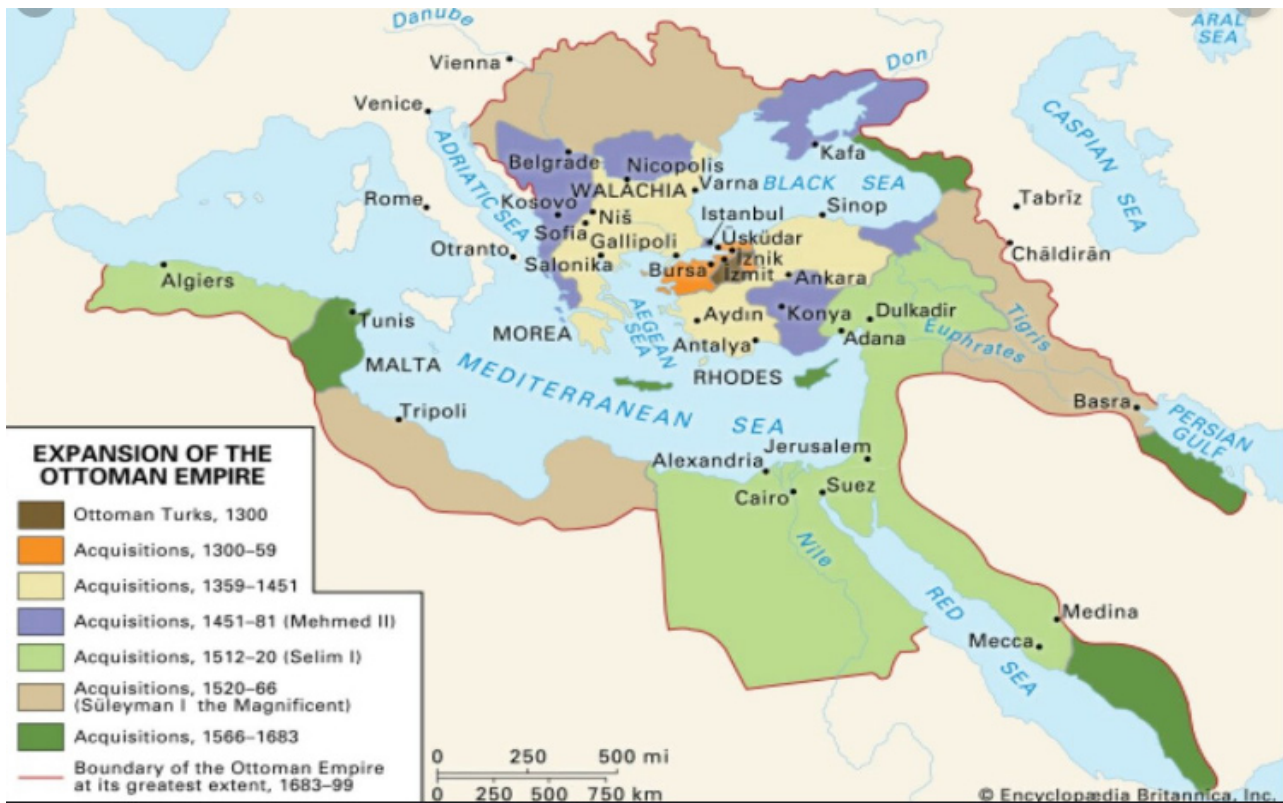 Danube
Vienna
Venice
ADRIATIC SEA
Belgrade
Nicopolis
WALACHIA
Varna
BLACK SEA
Don
Kafa
ARAL
SEA
CASPIAN
SEA
Rome
Kosovo
Niš
Sofia
Istanbul
Sinop
Tabrīz
Otranto
Gallipoli
Üsküdar
Chāldirān
Salonika
Bursa
İznik
İzmit
Ankara
Algiers
Tunis
AEGEAN
SEA
Aydın
Konya
Dulkadir
Tigris
MOREA
Antalya
Adana
Euphrates
MALTA
MEDITERRANEAN SEA
RHODES
Basra
PERSIAN
GULF
Tripoli
Jerusalem
Alexandria
Cairo
Suez
Nile
RED
SEA
Medina
Mecca
EXPANSION OF THE
OTTOMAN EMPIRE
Ottoman Turks, 1300
Acquisitions, 1300–59
Acquisitions, 1359–1451
Acquisitions, 1451–81 (Mehmed II)
Acquisitions, 1512–20 (Selim I)
Acquisitions, 1520–66
(Süleyman I the Magnificent)
Acquisitions, 1566–1683
Boundary of the Ottoman Empire
at its greatest extent, 1683–99
0 250 500 mi
0 250 500 750 km
© Encyclopædia Britannica, Inc.